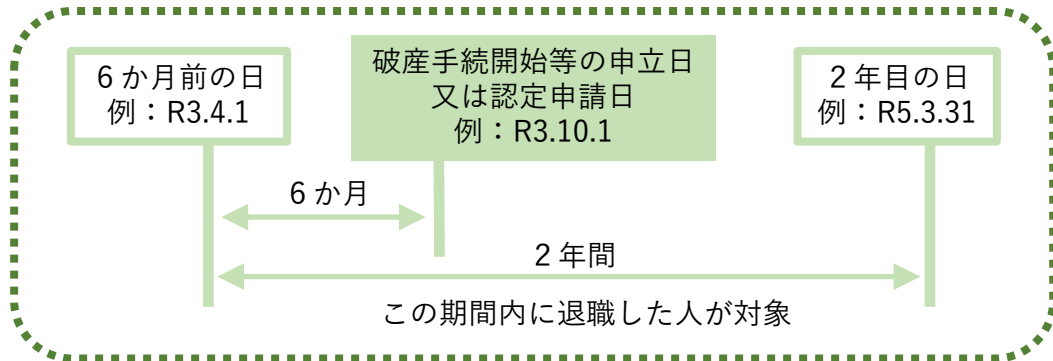 6か月前の日
例：R3.4.1
破産手続開始等の申立日
又は認定申請日
例：R3.10.1
2年目の日
例：R5.3.31
6か月
2年間
この期間内に退職した人が対象